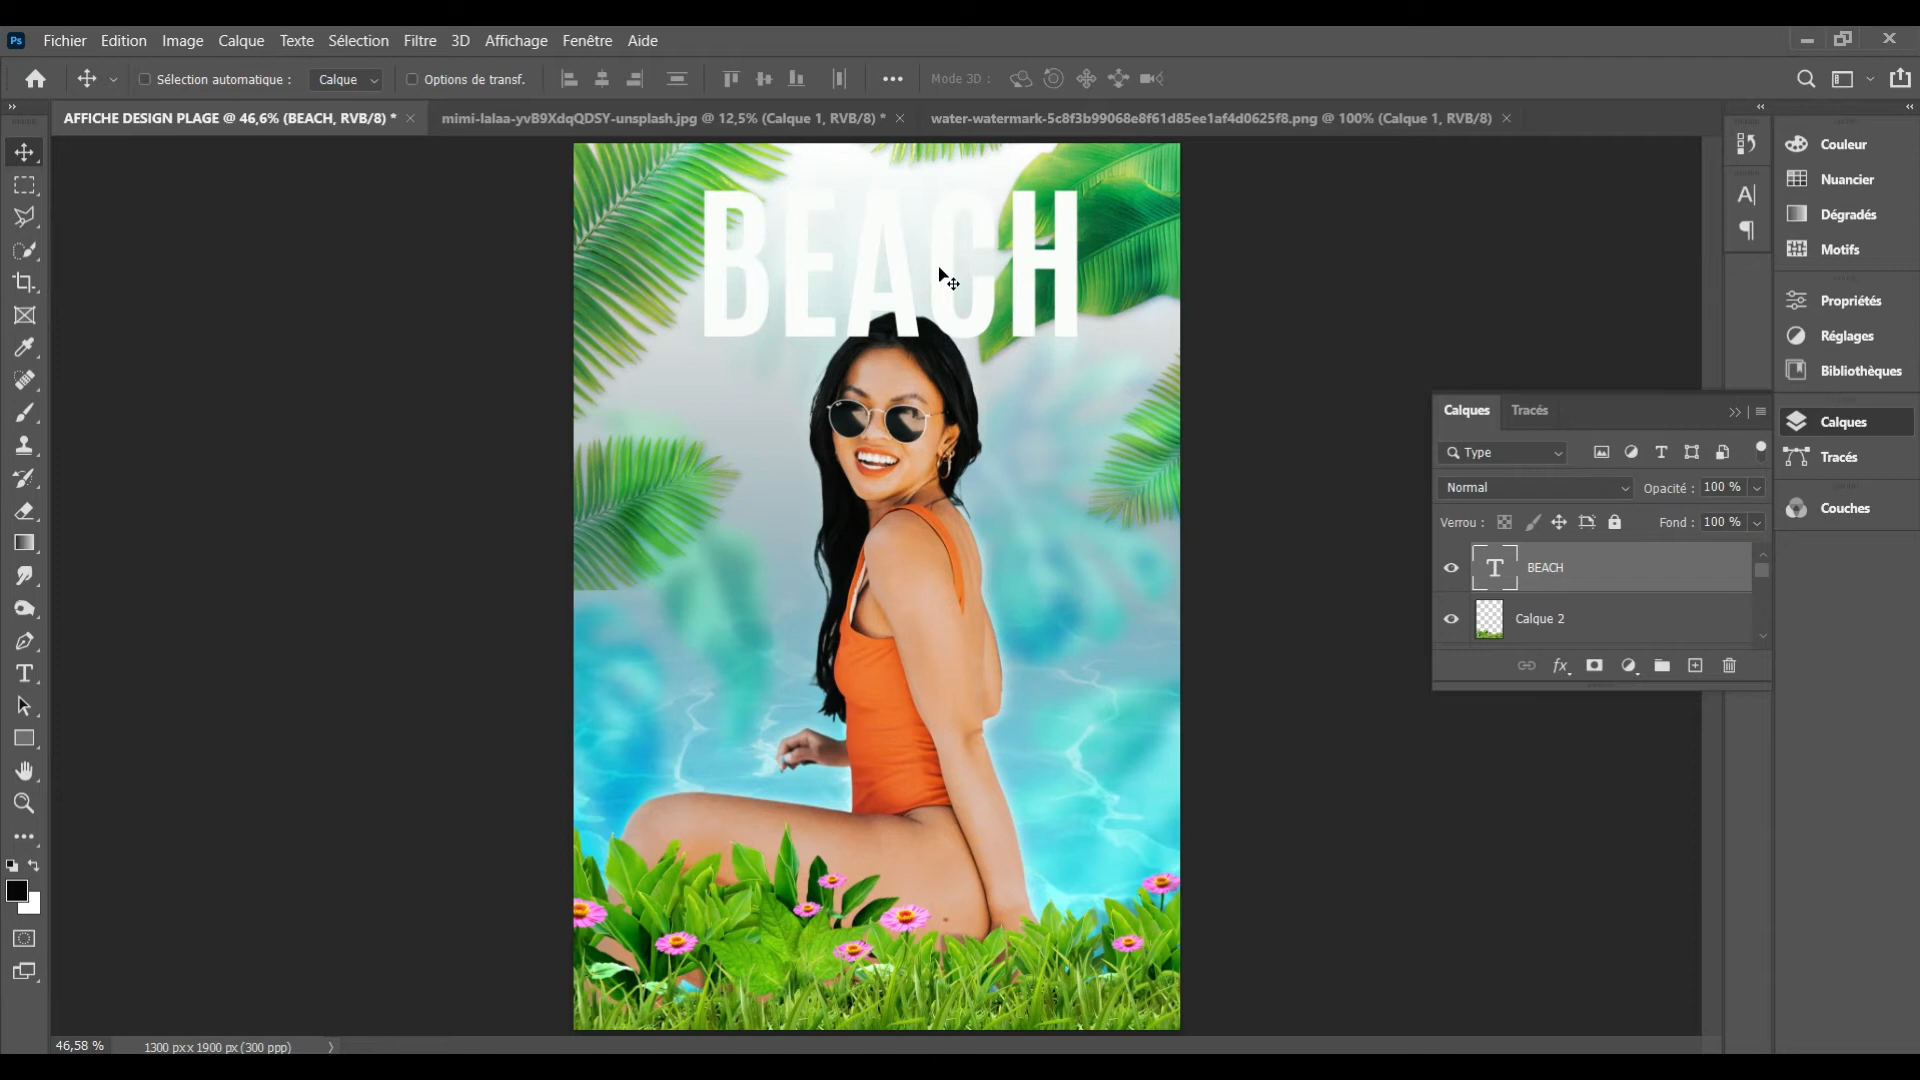 Ps Fichier Edition Image Calque Texte Sélection Filtre 3D Affichage Fenêtre Aide
Sélection automatique : Calque Options de transf. Mode 3D :
AFFICHE DESIGN PLAGE @ 46,6% (BEACH, RVB/8) * mimi-lalaa-yvB9XdqQDSY-unsplash.jpg @ 12,5% (Calque 1, RVB/8) * water-watermark-5c8f3b99068e8f61d85ee1af4d0625f8.png @ 100% (Calque 1, RVB/8)
BEACH
Couleur
Nuancier
Dégradés
Motifs
Propriétés
Réglages
Bibliothèques
Calques
Tracés
Couches
Calques Tracés
Type
Normal Opacité : 100 %
Verrou : Fond : 100 %
BEACH
Calque 2
fx
46,58 % 1300 px x 1900 px (300 ppp)